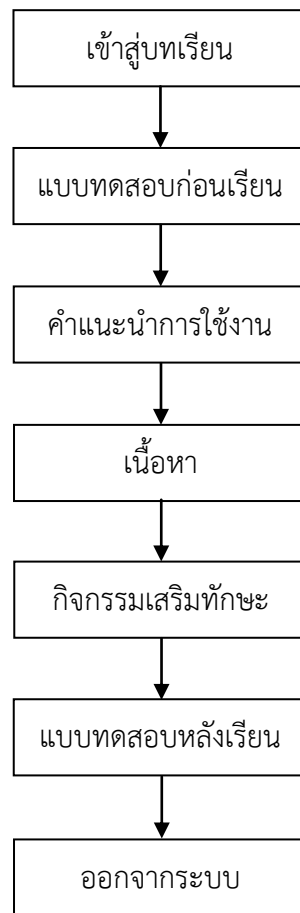 เข้าสู่บทเรียน
แบบทดสอบก่อนเรียน
คำแนะนำการใช้งาน
เนื้อหา
กิจกรรมเสริมทักษะ
แบบทดสอบหลังเรียน
ออกจากระบบ